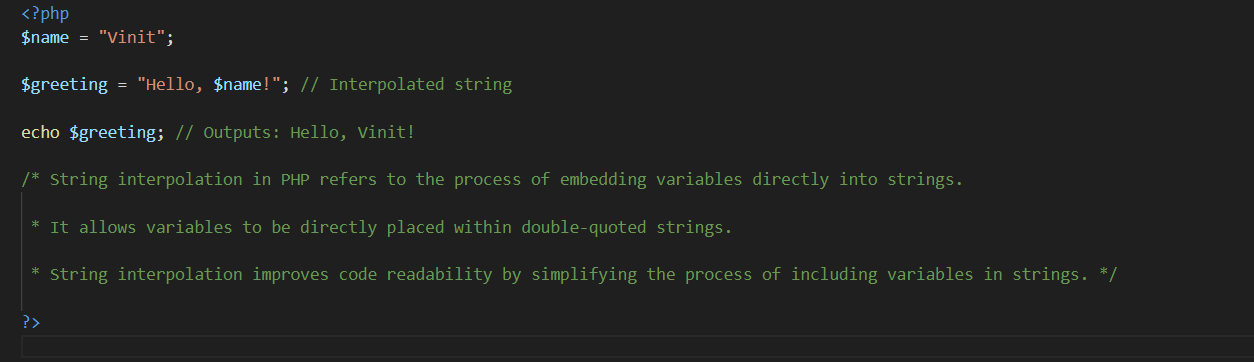 <?php
$name = "Vinit";
$greeting = "Hello, $name!"; // Interpolated string
echo $greeting; // Outputs: Hello, Vinit!
/* String interpolation in PHP refers to the process of embedding variables directly into strings.
* It allows variables to be directly placed within double-quoted strings.
* String interpolation improves code readability by simplifying the process of including variables in strings. */
?>